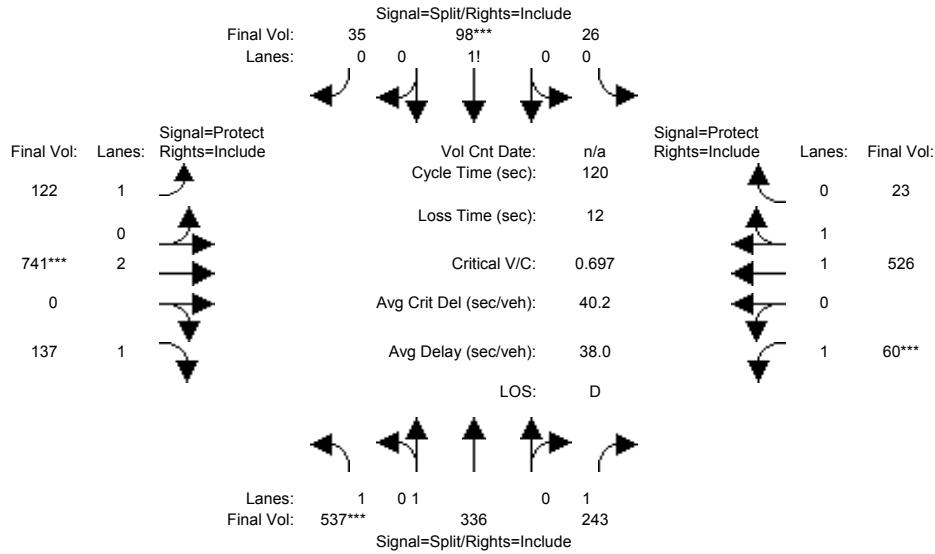 Signal=Split/Rights=Include
Final Vol: 35 98*** 26
Lanes: 0 0 1! 0 0
Signal=Protect Signal=Protect
Final Vol: Lanes: Rights=Include Vol Cnt Date: n/a Rights=Include Lanes: Final Vol:
Cycle Time (sec): 120
122 1 0 23
Loss Time (sec): 12
0 1
741*** 2 Critical V/C: 0.697 1 526
0 Avg Crit Del (sec/veh): 40.2 0
137 1 Avg Delay (sec/veh): 38.0 1 60***
LOS: D
Lanes: 1 0 1 0 1
Final Vol: 537*** 336 243
Signal=Split/Rights=Include